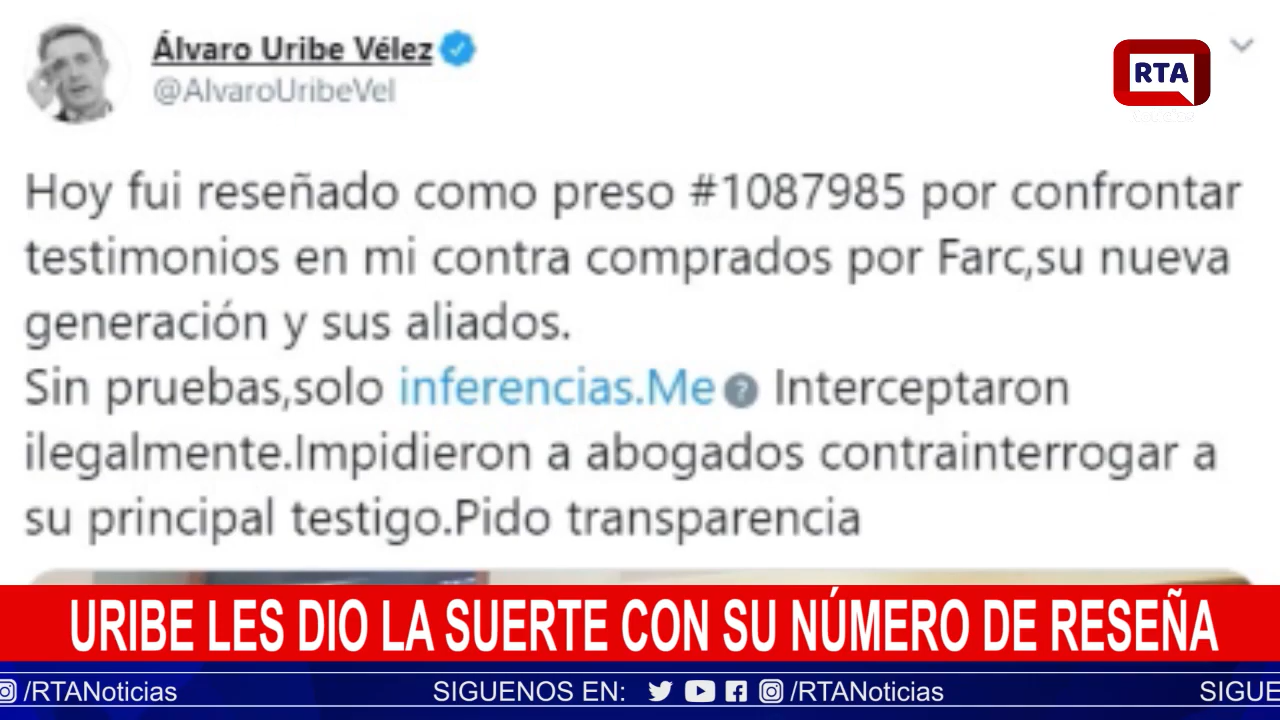 Álvaro Uribe Vélez
@AlvaroUribeVel
RTA
Hoy fui reseñado como preso #1087985 por confrontar
testimonios en mi contra comprados por Farc,su nueva
generación y sus aliados.
Sin pruebas,solo inferencias.Me? Interceptaron
ilegalmente.Impidieron a abogados contrainterrogar a
su principal testigo.Pido transparencia
URIBE LES DIO LA SUERTE CON SU NÚMERO DE RESEÑA
/RTANoticias SIGUENOS EN: /RTANoticias SIGUE